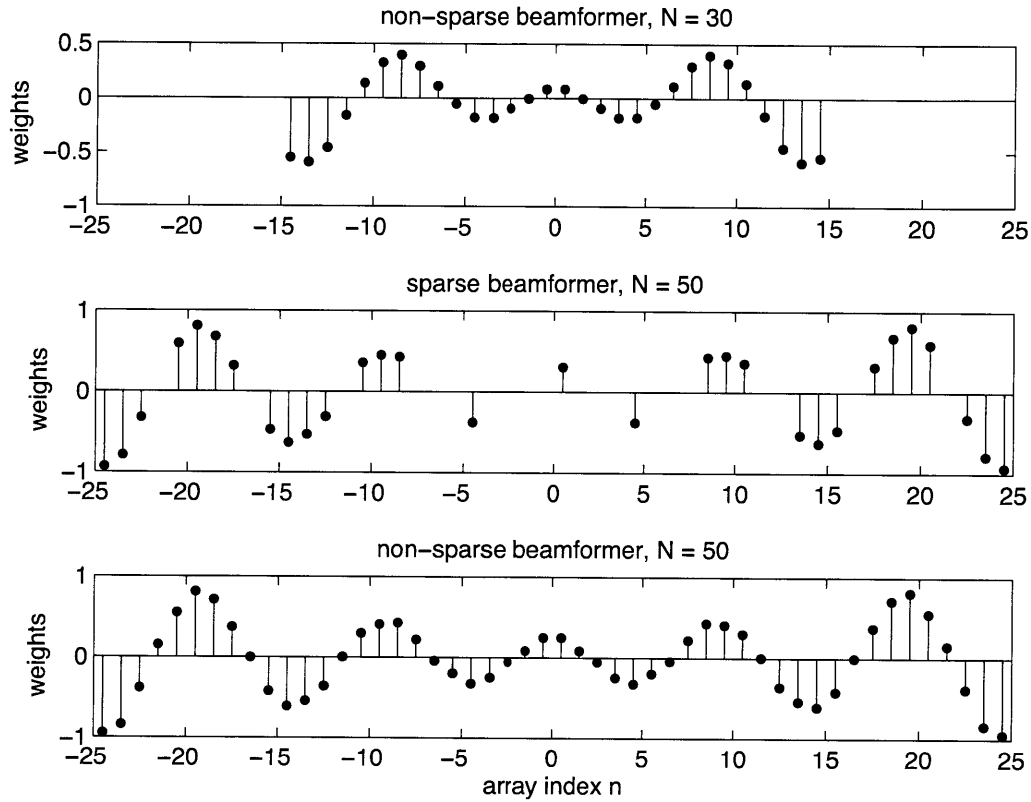 non-sparse beamformer, N = 30
0.5
0
-0.5
-1
weights
-25 -20 -15 -10 -5 0 5 10 15 20 25
sparse beamformer, N = 50
1
0
-1
weights
-25 -20 -15 -10 -5 0 5 10 15 20 25
non-sparse beamformer, N = 50
1
0
-1
weights
-25 -20 -15 -10 -5 0 5 10 15 20 25
array index n